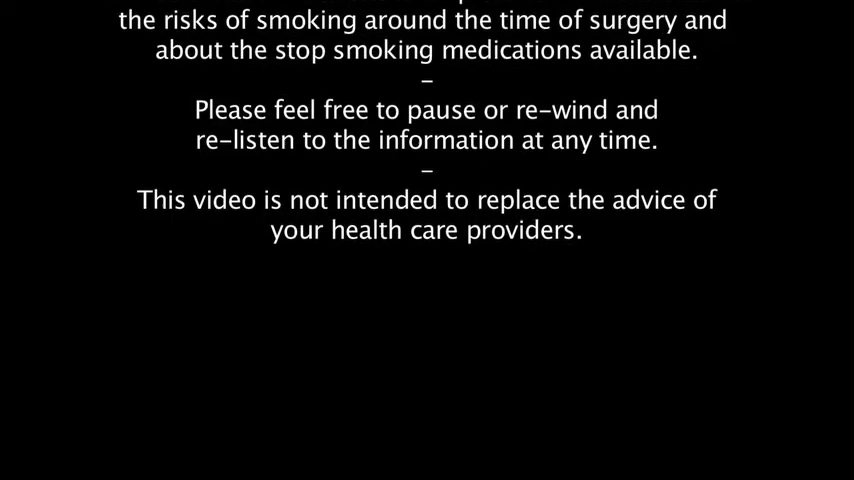 the risks of smoking around the time of surgery and
about the stop smoking medications available.
–
Please feel free to pause or re-wind and
re-listen to the information at any time.
–
This video is not intended to replace the advice of
your health care providers.